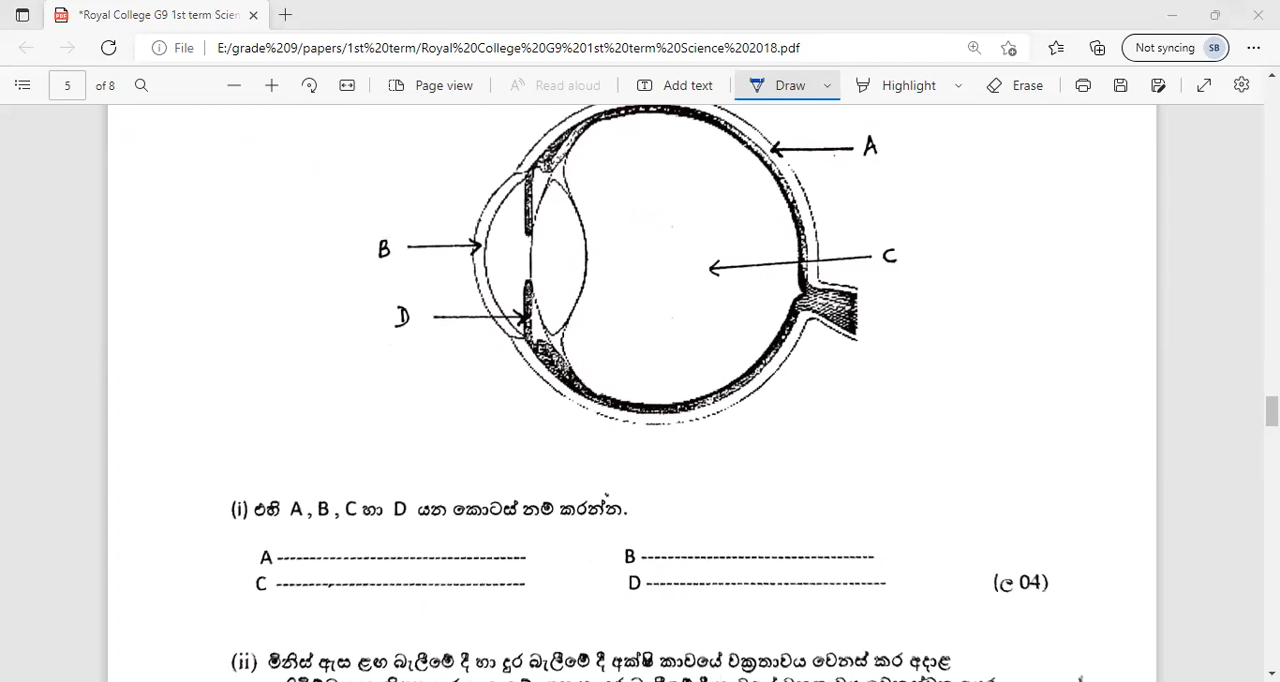 *Royal College G9 1st term Scien
File E:/grade%209/papers/1st%20term/Royal%20College%20G9%201st%20term%20Science%202018.pdf Not syncing SB
5 of 8 Page view Read aloud Add text Draw Highlight Erase
A
B
C
D
(i) එහි A , B , C හා D යන කොටස් නම් කරන්න.
A ------------------------------------- B ------------------------------------
C -------------------------------------- D -------------------------------------- (ල 04)
(ii) මිනිස් ඇස ළඟ බැලීමේ දී හා දුර බැලීමේ දී අක්ෂි කාචයේ වක්‍රතාවය වෙනස් කර අදාළ